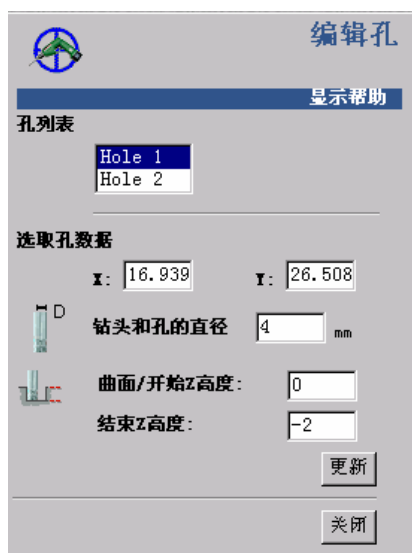 编辑孔
显示帮助
孔列表
Hole 1
Hole 2
选取孔数据
X: 16.939 Y: 26.508
D
钻头和孔的直径 4 mm
曲面/开始Z高度: 0
结束Z高度: -2
更新
关闭